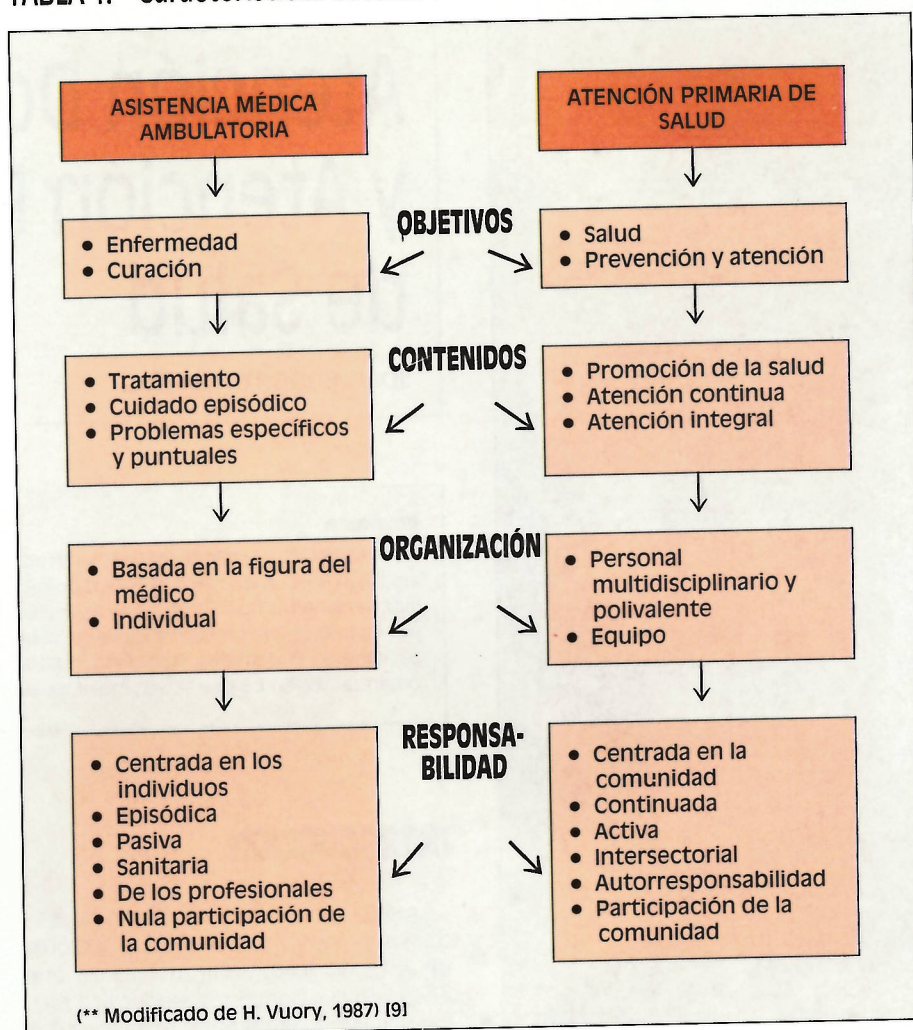 ASISTENCIA MÉDICA
AMBULATORIA
ATENCIÓN PRIMARIA DE
SALUD
OBJETIVOS
• Enfermedad
• Curación
• Salud
• Prevención y atención
CONTENIDOS
• Tratamiento
• Cuidado episódico
• Problemas específicos
y puntuales
• Promoción de la salud
• Atención continua
• Atención integral
ORGANIZACIÓN
• Basada en la figura del
médico
• Individual
• Personal
multidisciplinario y
polivalente
• Equipo
RESPONSA-
BILIDAD
• Centrada en los
individuos
• Episódica
• Pasiva
• Sanitaria
• De los profesionales
• Nula participación de
la comunidad
• Centrada en la
comunidad
• Continuada
• Activa
• Intersectorial
• Autorresponsabilidad
• Participación de la
comunidad
(** Modificado de H. Vuory, 1987) [9]